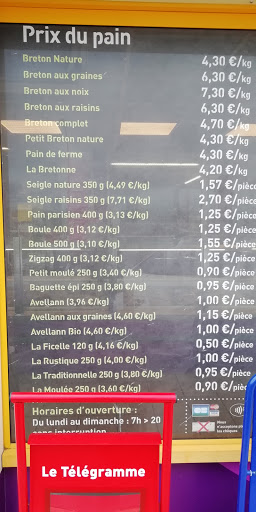 Prix du pain
Breton Nature 4,30 €/kg
Breton aux graines 6,30 €/kg
Breton aux noix 7,30 €/kg
Breton aux raisins 6,30 €/kg
Breton complet 4,70 €/kg
Petit Breton nature 4,30 €/kg
Pain de ferme 4,30 €/kg
La Bretonne 4,20 €/kg
Seigle nature 350 g (4,49 €/kg) 1,57 €/pièce
Seigle raisins 350 g (7,71 €/kg) 2,70 €/pièce
Pain parisien 400 g (3,13 €/kg) 1,25 €/pièce
Boule 400 g (3,12 €/kg) 1,25 €/pièce
Boule 500 g (3,10 €/kg) 1,55 €/pièce
Zigzag 400 g (3,12 €/kg) 1,25 €/pièce
Petit moulé 250 g (3,60 €/kg) 0,90 €/pièce
Baguette épi 250 g (3,80 €/kg) 0,95 €/pièce
Avellann (3,96 €/kg) 1,00 €/pièce
Avellann aux graines (4,60 €/kg) 1,15 €/pièce
Avellann Bio (4,60 €/kg) 1,00 €/pièce
La Ficelle 120 g (4,16 €/kg) 0,50 €/pièce
La Rustique 250 g (4,00 €/kg) 1,00 €/pièce
La Traditionnelle 250 g (3,80 €/kg) 0,95 €/pièce
La Moulée 250 g (3,60 €/kg) 0,90 €/pièce
Horaires d'ouverture :
Du lundi au dimanche : 7h > 20
sans interruption
Le Télégramme